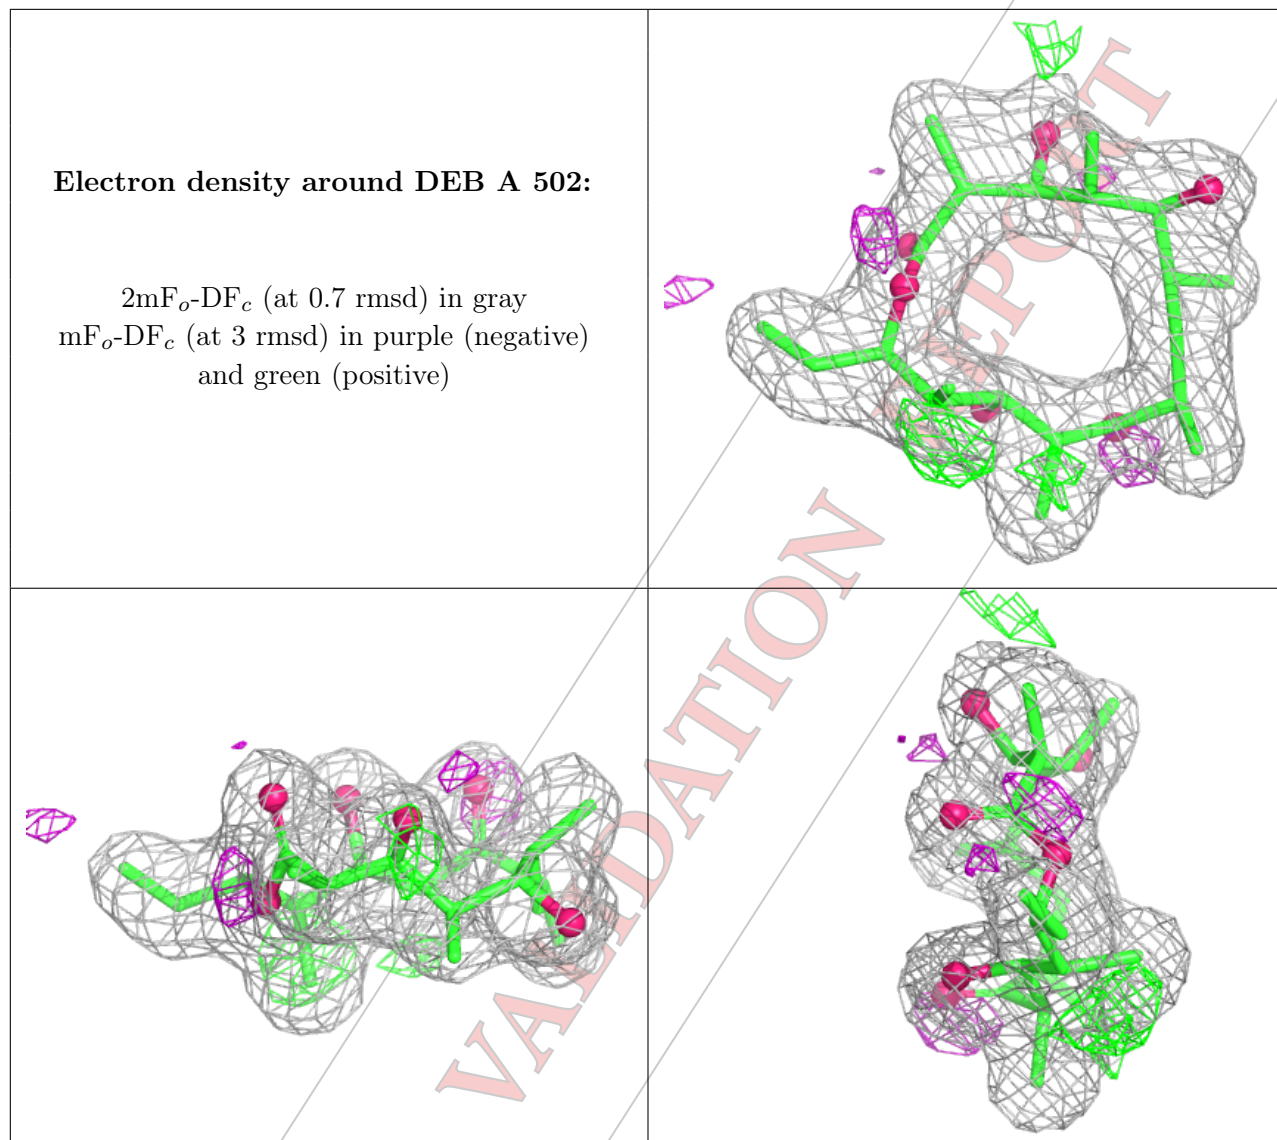 Electron density around DEB A 502:
2mFo-DFc (at 0.7 rmsd) in gray
mFo-DFc (at 3 rmsd) in purple (negative)
and green (positive)
VALIDATION REPORT